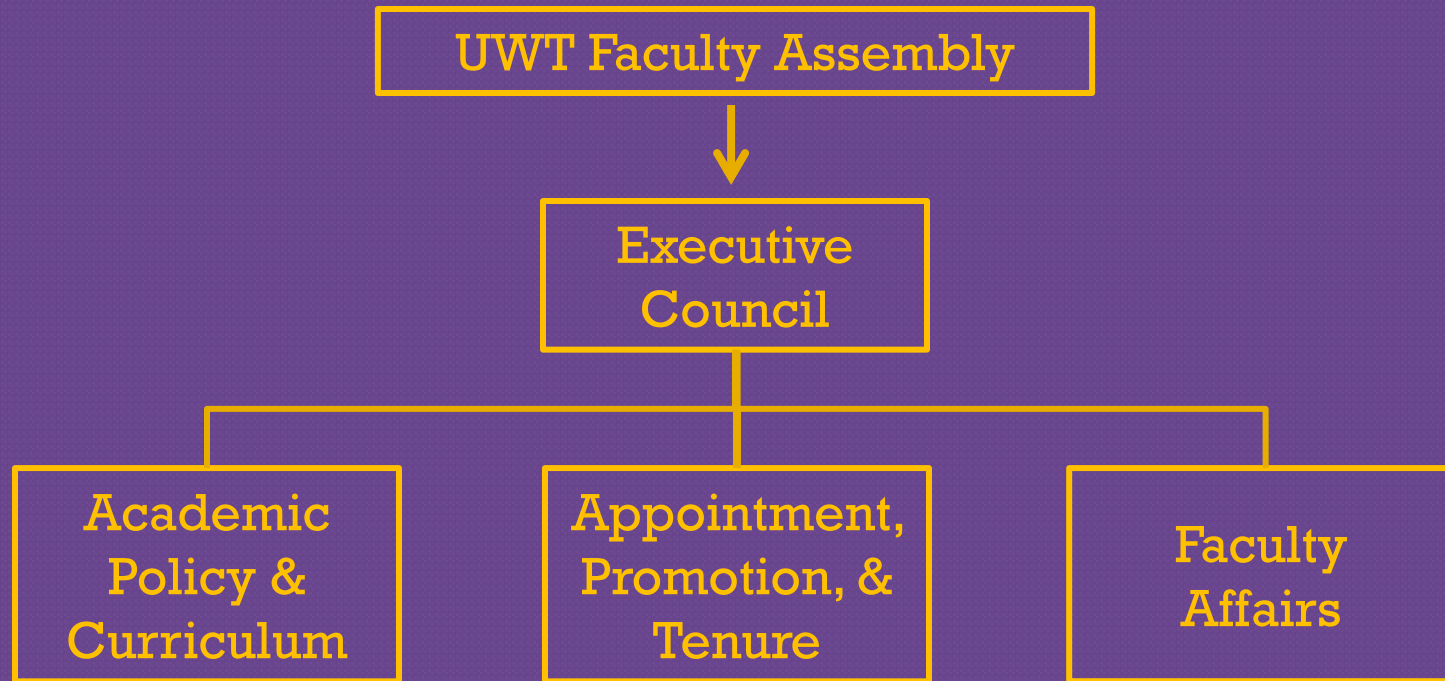 UWT Faculty Assembly
Executive
Council
Academic
Policy &
Curriculum
Appointment,
Promotion, &
Tenure
Faculty
Affairs